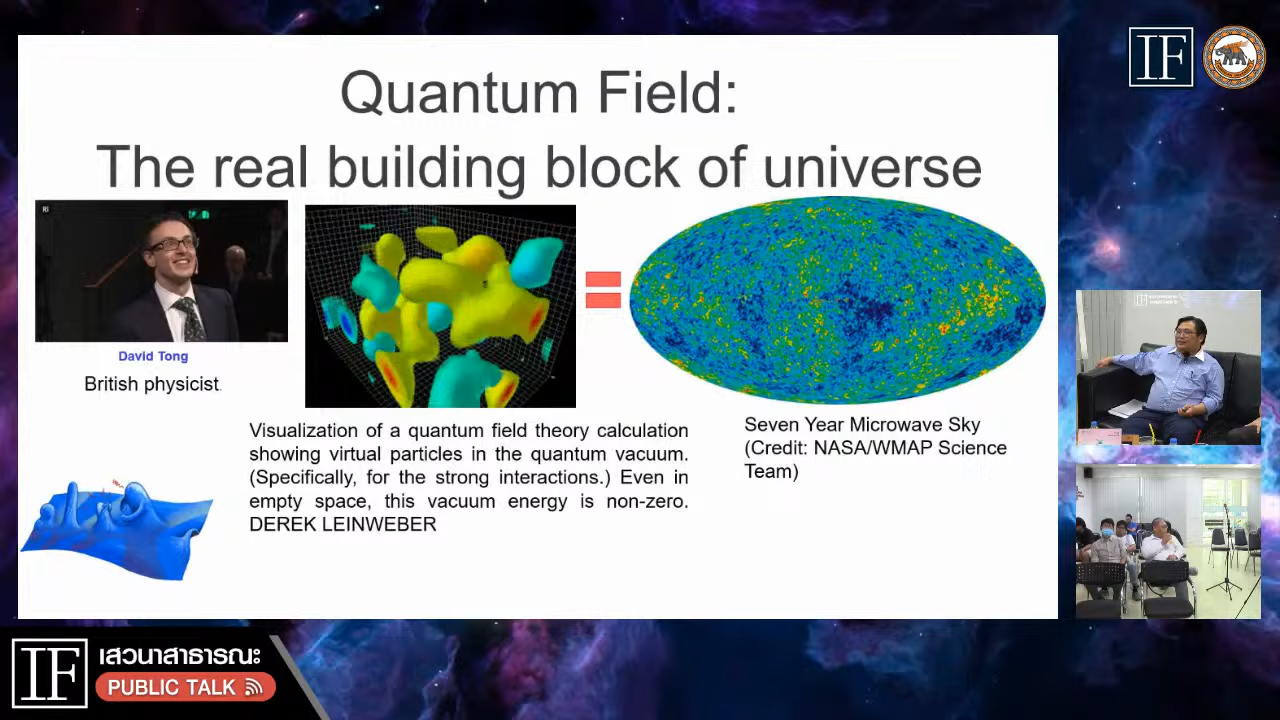 IF
Quantum Field:
The real building block of universe
Ri
David Tong
British physicist.
Visualization of a quantum field theory calculation
showing virtual particles in the quantum vacuum.
(Specifically, for the strong interactions.) Even in
empty space, this vacuum energy is non-zero.
DEREK LEINWEBER
Seven Year Microwave Sky
(Credit: NASA/WMAP Science
Team)
IF
เสวนาสาธารณะ
PUBLIC TALK